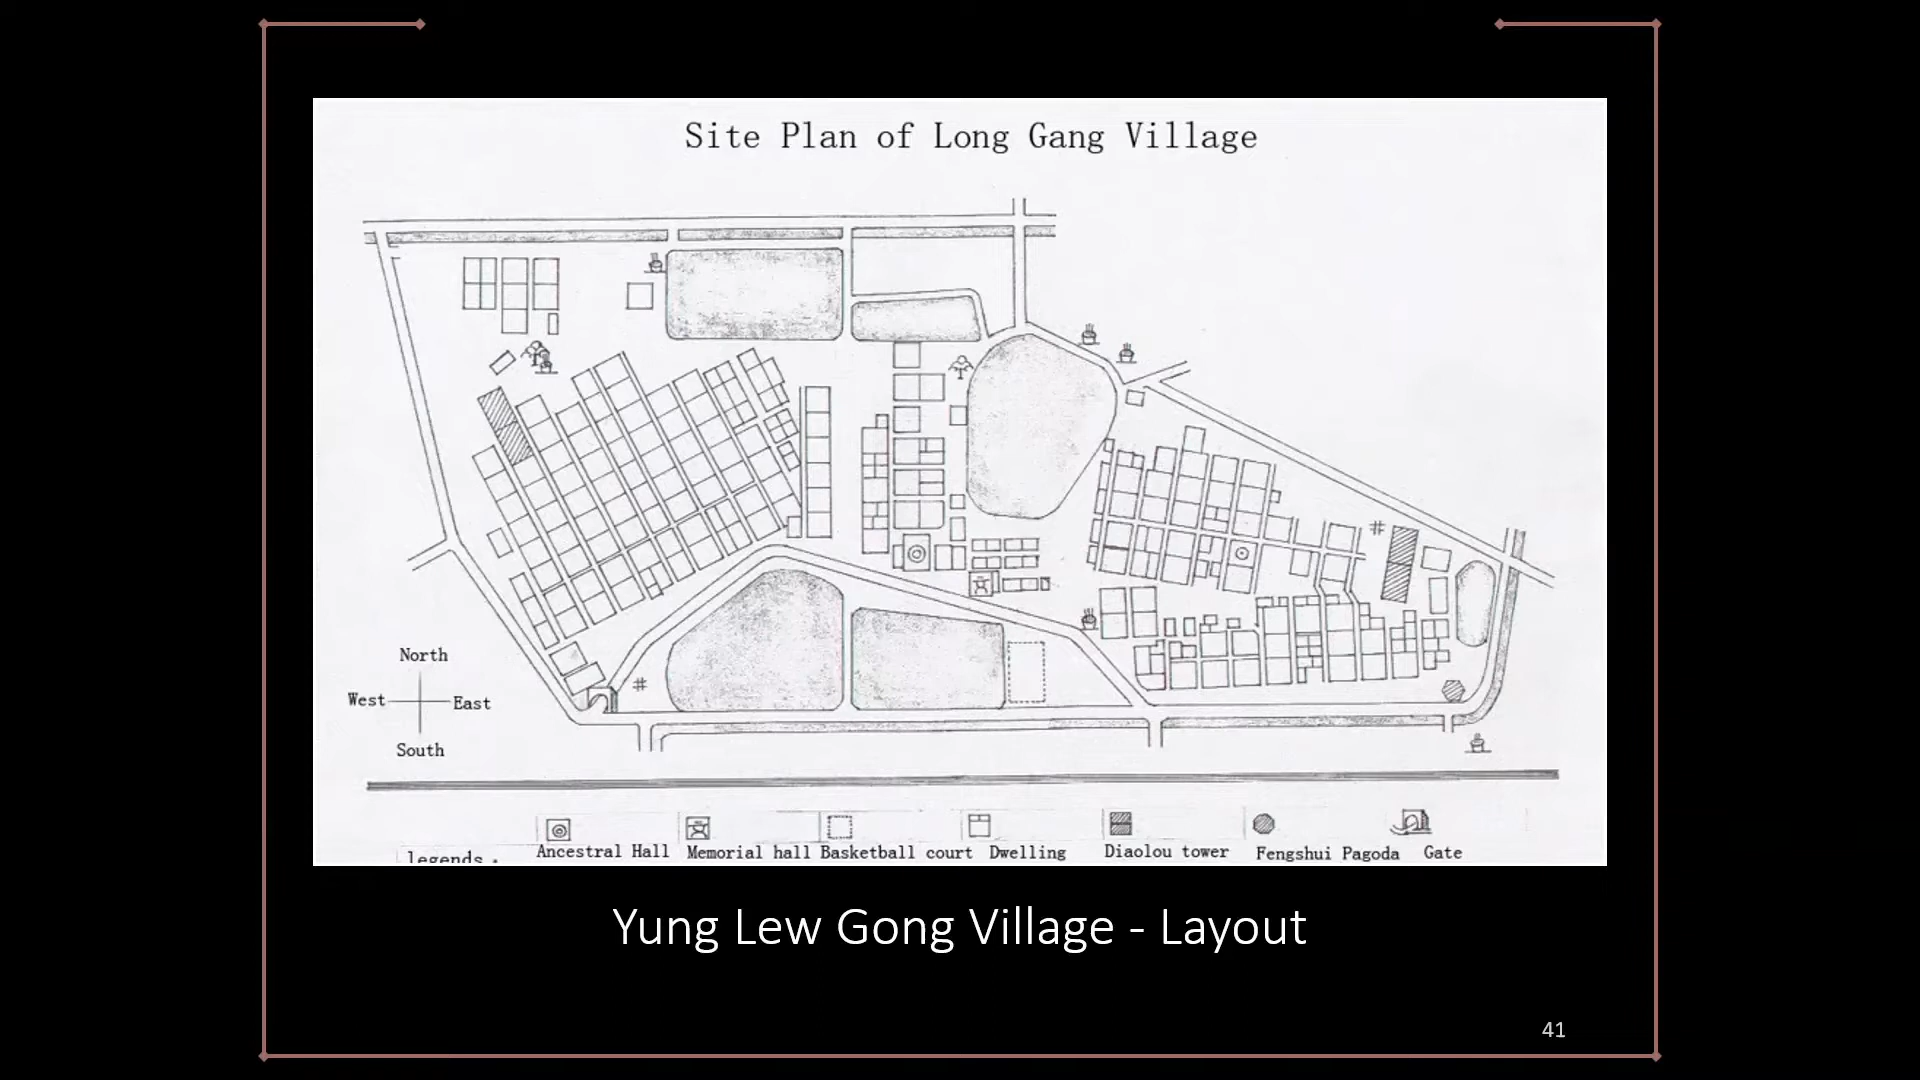 Site Plan of Long Gang Village
North
West
East
South
legends :
Ancestral Hall
Memorial hall
Basketball court
Dwelling
Diaolou tower
Fengshui Pagoda
Gate
Yung Lew Gong Village - Layout
41